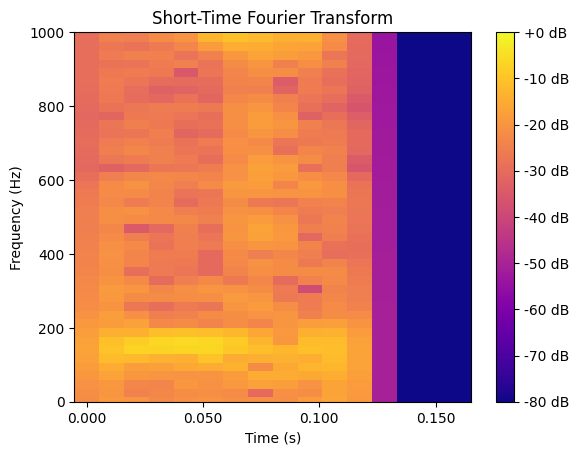 Short-Time Fourier Transform
Frequency (Hz)
1000
800
600
400
200
0
0.000
0.050
0.100
0.150
Time (s)
+0 dB
-10 dB
-20 dB
-30 dB
-40 dB
-50 dB
-60 dB
-70 dB
-80 dB